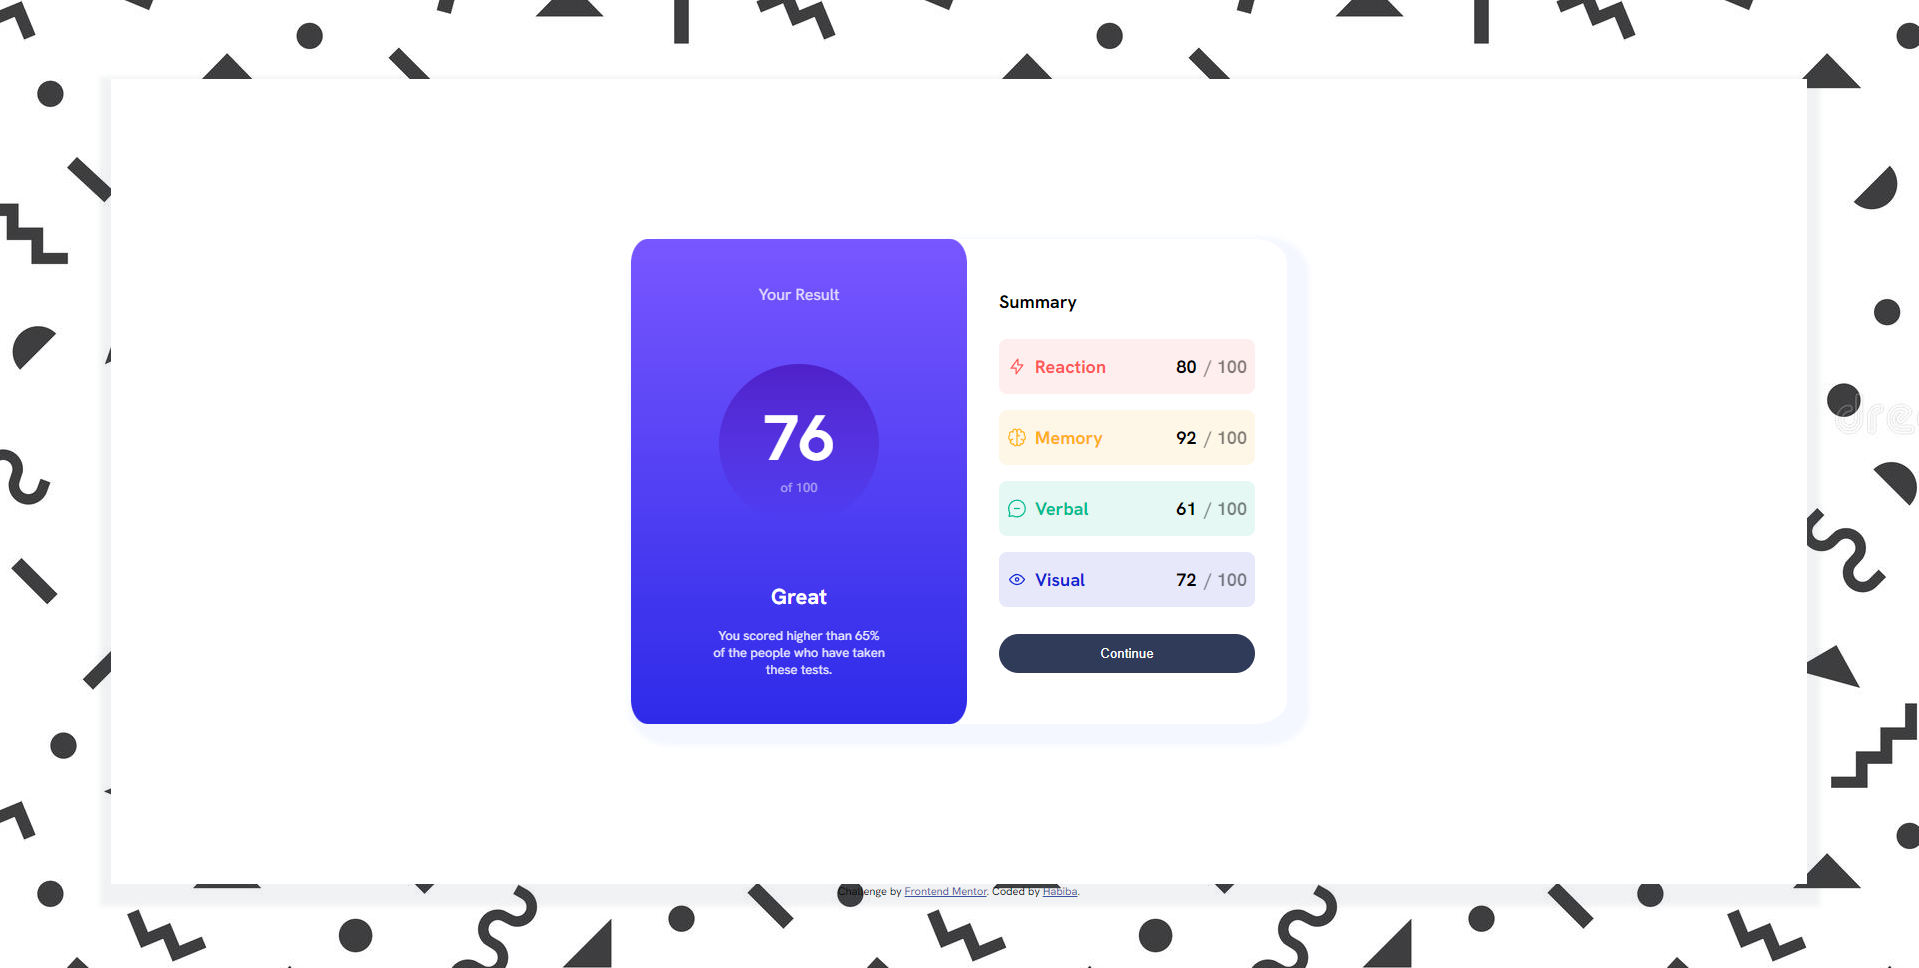 Your Result
76
of 100
Great
You scored higher than 65%
of the people who have taken
these tests.
Summary
Reaction 80 / 100
Memory 92 / 100
Verbal 61 / 100
Visual 72 / 100
Continue
dre
Challenge by Frontend Mentor. Coded by Habiba.